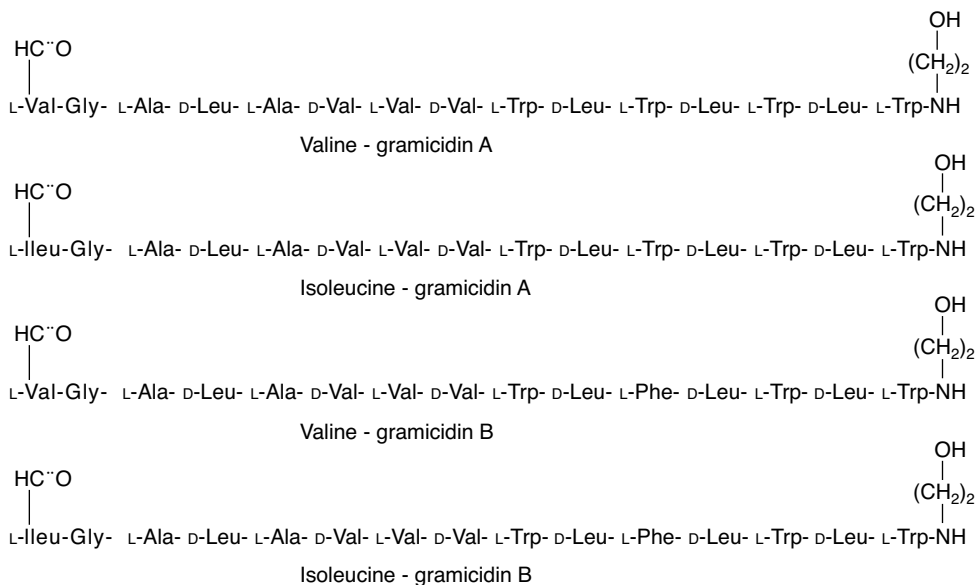 OH
HC¨O
(CH2)2
L-Val-Gly- L-Ala- D-Leu- L-Ala- D-Val- L-Val- D-Val- L-Trp- D-Leu- L-Trp- D-Leu- L-Trp- D-Leu- L-Trp-NH
Valine - gramicidin A
OH
HC¨O
(CH2)2
L-Ileu-Gly- L-Ala- D-Leu- L-Ala- D-Val- L-Val- D-Val- L-Trp- D-Leu- L-Trp- D-Leu- L-Trp- D-Leu- L-Trp-NH
Isoleucine - gramicidin A
OH
HC¨O
(CH2)2
L-Val-Gly- L-Ala- D-Leu- L-Ala- D-Val- L-Val- D-Val- L-Trp- D-Leu- L-Phe- D-Leu- L-Trp- D-Leu- L-Trp-NH
Valine - gramicidin B
OH
HC¨O
(CH2)2
L-Ileu-Gly- L-Ala- D-Leu- L-Ala- D-Val- L-Val- D-Val- L-Trp- D-Leu- L-Phe- D-Leu- L-Trp- D-Leu- L-Trp-NH
Isoleucine - gramicidin B